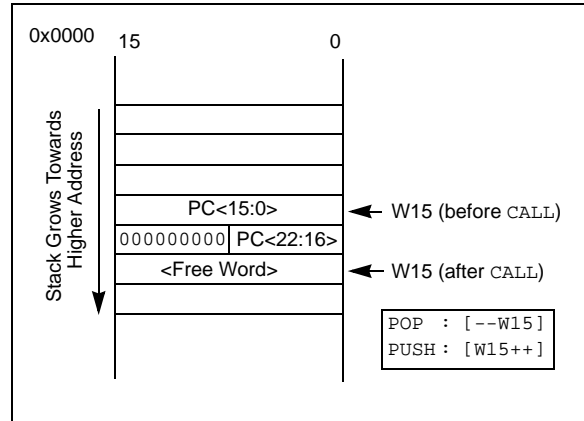 0x0000 15 0
Stack Grows Towards
Higher Address
PC<15:0> W15 (before CALL)
000000000 PC<22:16>
<Free Word> W15 (after CALL)
POP : [--W15]
PUSH : [W15++]